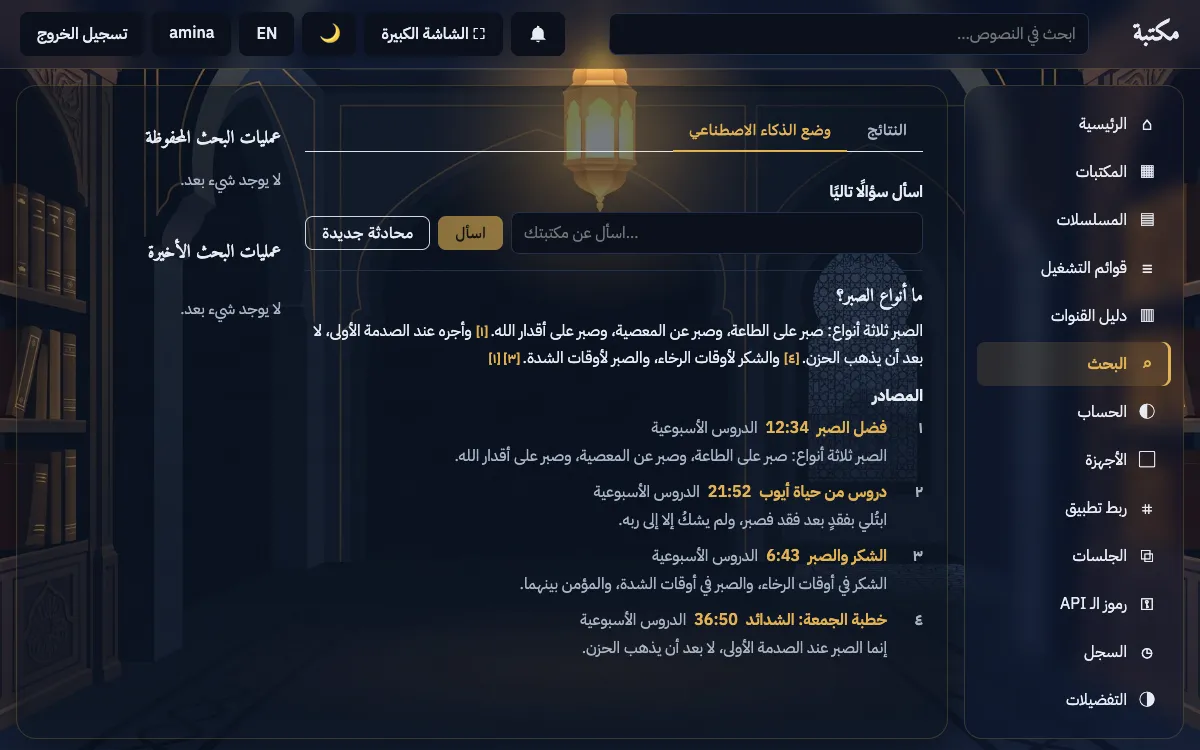 مكتبة
ابحث في النصوص...
الشاشة الكبيرة
EN
amina
تسجيل الخروج
الرئيسية
المكتبات
المسلسلات
قوائم التشغيل
دليل القنوات
البحث
الحساب
الأجهزة
ربط تطبيق
الجلسات
رموز الـ API
السجل
التفضيلات
النتائج
وضع الذكاء الاصطناعي
اسأل سؤالًا تاليًا
اسأل عن مكتبتك...
اسأل
محادثة جديدة
ما أنواع الصبر؟
الصبر ثلاثة أنواع: صبر على الطاعة، وصبر عن المعصية، وصبر على أقدار الله. [١] وأجره عند الصدمة الأولى، لا
بعد أن يذهب الحزن. [٤] والشكر لأوقات الرخاء، والصبر لأوقات الشدة. [٣] [١]
المصادر
١ فضل الصبر 12:34 الدروس الأسبوعية
الصبر ثلاثة أنواع: صبر على الطاعة، وصبر عن المعصية، وصبر على أقدار الله.
٢ دروس من حياة أيوب 21:52 الدروس الأسبوعية
ابتُلي بفقدٍ بعد فقد فصبر، ولم يشكُ إلا إلى ربه.
٣ الشكر والصبر 6:43 الدروس الأسبوعية
الشكر في أوقات الرخاء، والصبر في أوقات الشدة، والمؤمن بينهما.
٤ خطبة الجمعة: الشدائد 36:50 الدروس الأسبوعية
إنما الصبر عند الصدمة الأولى، لا بعد أن يذهب الحزن.
عمليات البحث المحفوظة
لا يوجد شيء بعد.
عمليات البحث الأخيرة
لا يوجد شيء بعد.